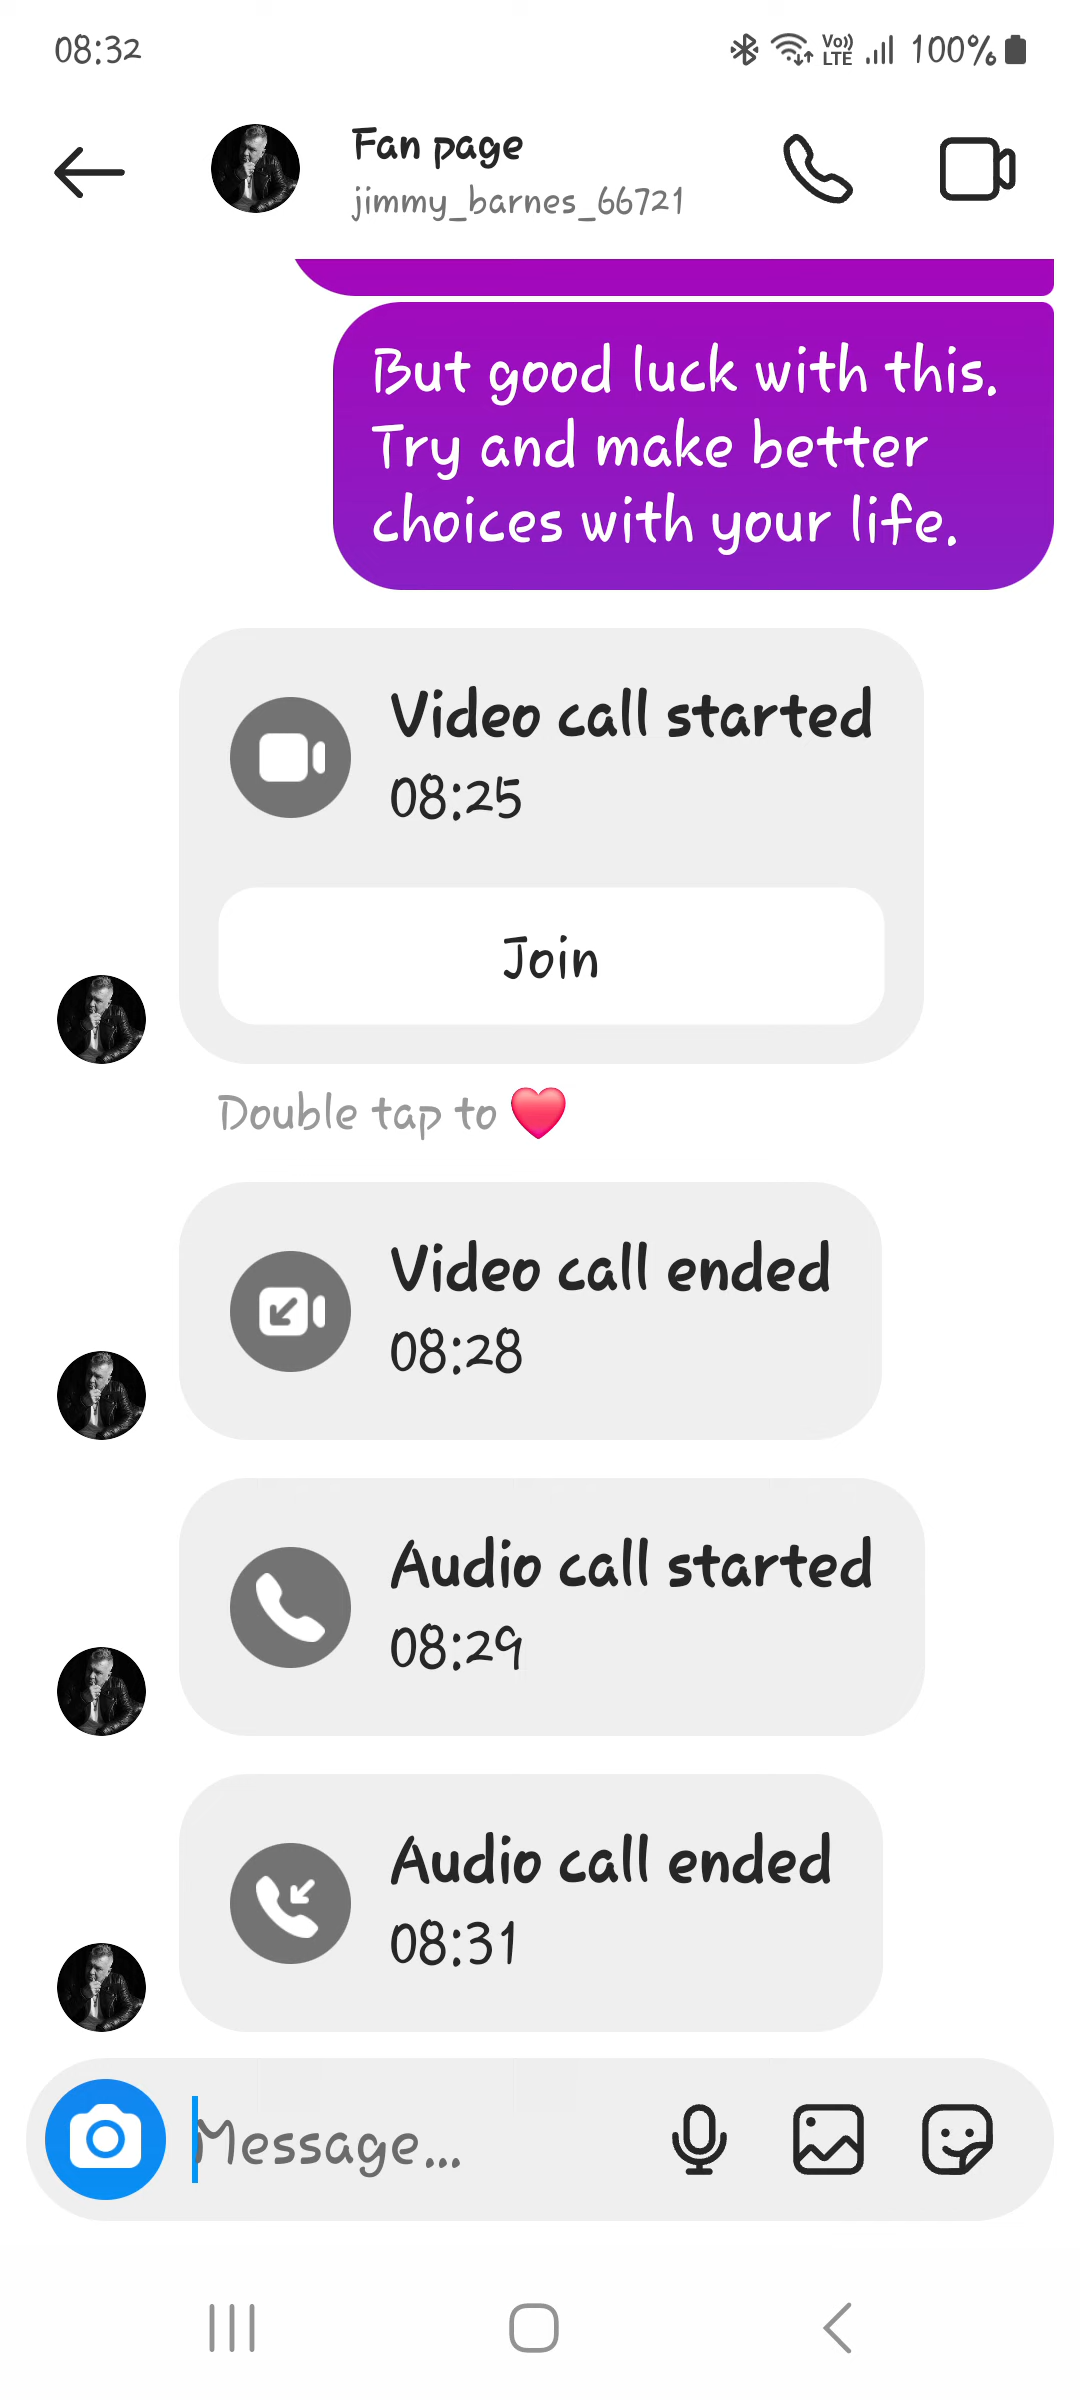 08:32
Vo)) LTE 100%
Fan page
jimmy_barnes_66721
But good luck with this.
Try and make better
choices with your life.
Video call started
08:25
Join
Double tap to ❤️
Video call ended
08:28
Audio call started
08:29
Audio call ended
08:31
Message...